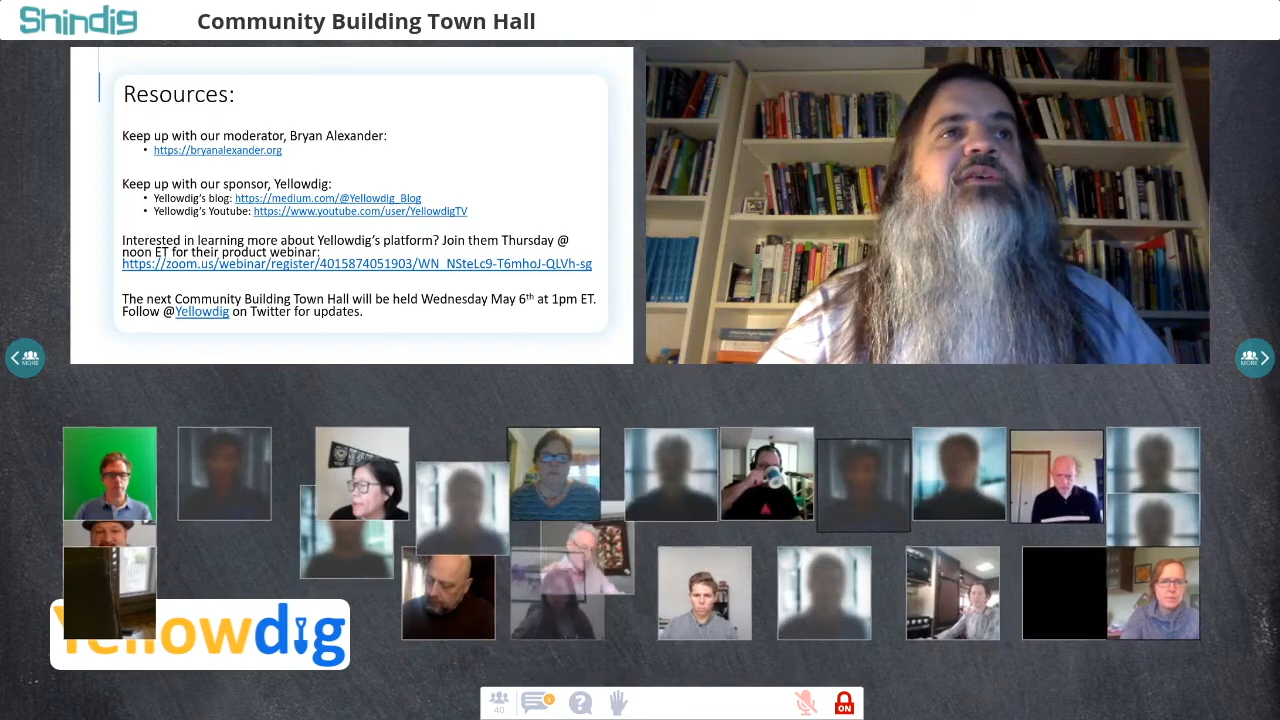 Shindig
Community Building Town Hall
Resources:
Keep up with our moderator, Bryan Alexander:
• https://bryanalexander.org
Keep up with our sponsor, Yellowdig:
• Yellowdig's blog: https://medium.com/@Yellowdig_Blog
• Yellowdig's Youtube: https://www.youtube.com/user/YellowdigTV
Interested in learning more about Yellowdig's platform? Join them Thursday @
noon ET for their product webinar:
https://zoom.us/webinar/register/4015874051903/WN_NSteLc9-T6mhoJ-QLVh-sg
The next Community Building Town Hall will be held Wednesday May 6th at 1pm ET.
Follow @Yellowdig on Twitter for updates.
MORE
MORE
Yellowdig
40
ON